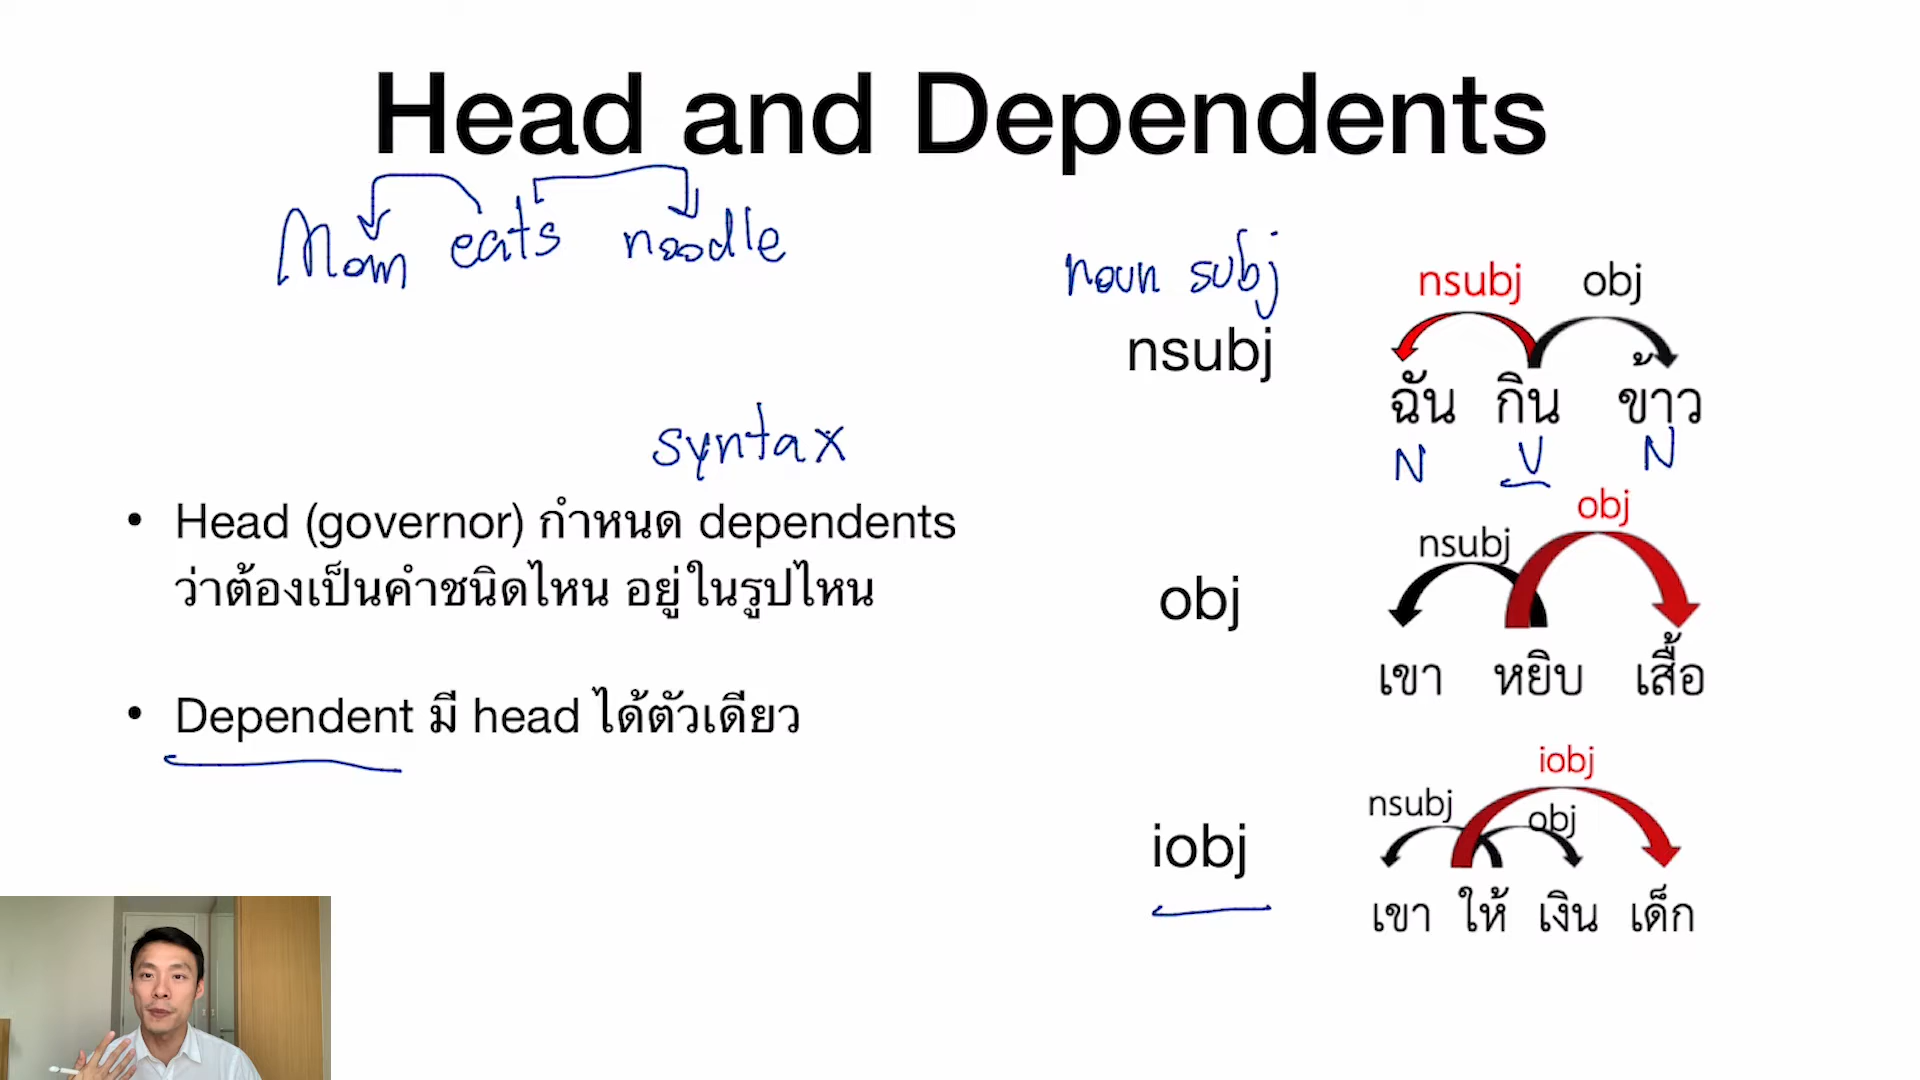 Head and Dependents
Mom eats noodle
noun subj
nsubj
nsubj obj
ฉัน กิน ข้าว
N V N
syntax
• Head (governor) กำหนด dependents
ว่าต้องเป็นคำชนิดไหน อยู่ในรูปไหน
obj
obj
nsubj
เขา หยิบ เสื้อ
• Dependent มี head ได้ตัวเดียว
iobj
iobj
nsubj obj
เขา ให้ เงิน เด็ก